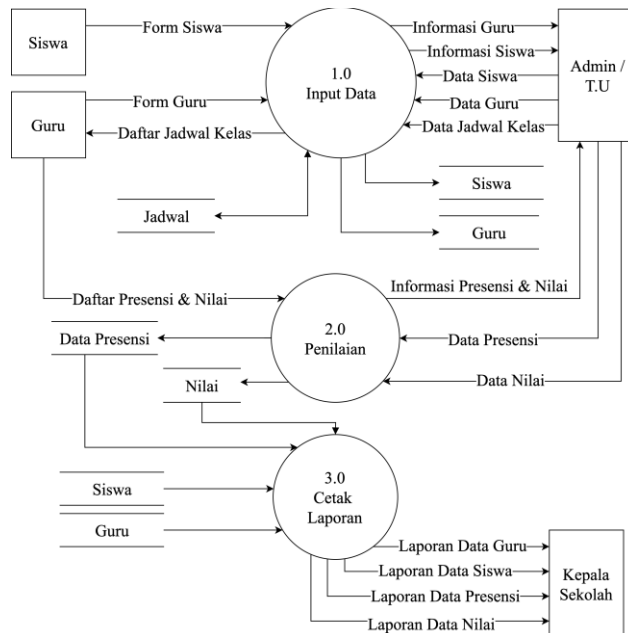 Siswa
Form Siswa
1.0
Input Data
Informasi Guru
Informasi Siswa
Data Siswa
Data Guru
Data Jadwal Kelas
Admin /
T.U
Guru
Form Guru
Daftar Jadwal Kelas
Siswa
Jadwal
Guru
Daftar Presensi & Nilai
2.0
Penilaian
Informasi Presensi & Nilai
Data Presensi
Data Presensi
Nilai
Data Nilai
3.0
Cetak
Laporan
Siswa
Guru
Laporan Data Guru
Laporan Data Siswa
Laporan Data Presensi
Laporan Data Nilai
Kepala
Sekolah